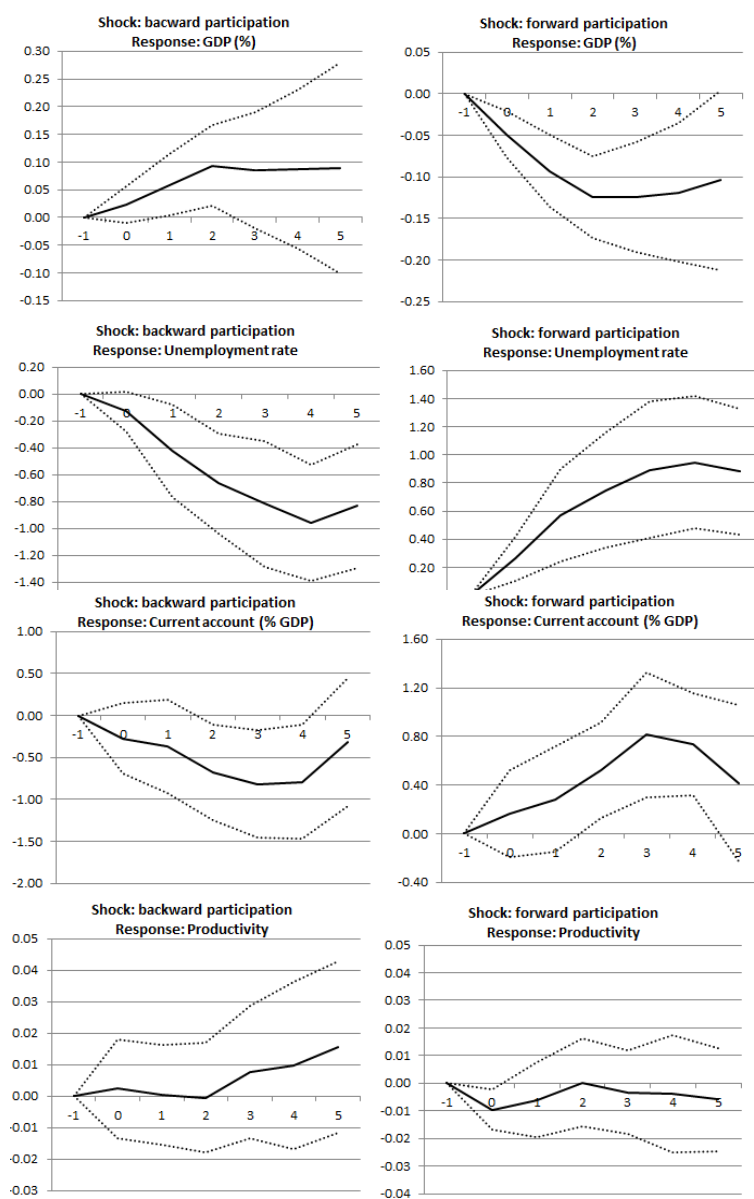 Shock: bacward participation
Response: GDP (%)
0.30
0.25
0.20
0.15
0.10
0.05
0.00
-1 0 1 2 3 4 5
-0.05
-0.10
-0.15
Shock: forward participation
Response: GDP (%)
0.05
0.00
-1 0 1 2 3 4 5
-0.05
-0.10
-0.15
-0.20
-0.25
Shock: backward participation
Response: Unemployment rate
0.20
0.00
-1 0 1 2 3 4 5
-0.20
-0.40
-0.60
-0.80
-1.00
-1.20
-1.40
Shock: forward participation
Response: Unemployment rate
1.60
1.40
1.20
1.00
0.80
0.60
0.40
0.20
Shock: backward participation
Response: Current account (% GDP)
1.00
0.50
0.00
-1 0 1 2 3 4 5
-0.50
-1.00
-1.50
-2.00
Shock: forward participation
Response: Current account (% GDP)
1.60
1.20
0.80
0.40
0.00
-1 0 1 2 3 4 5
-0.40
Shock: backward participation
Response: Productivity
0.05
0.04
0.03
0.02
0.01
0.00
-1 0 1 2 3 4 5
-0.01
-0.02
-0.03
Shock: forward participation
Response: Productivity
0.05
0.04
0.03
0.02
0.01
0.00
-1 0 1 2 3 4 5
-0.01
-0.02
-0.03
-0.04